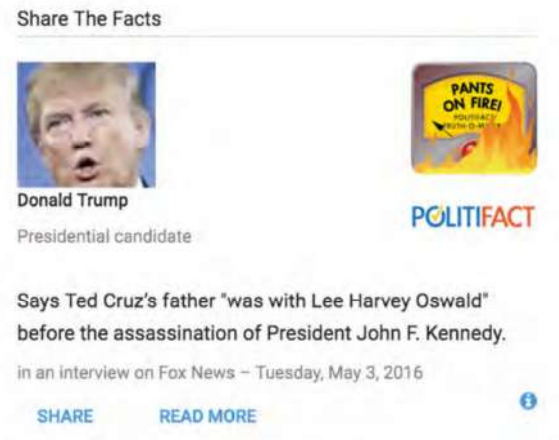 Share The Facts
PANTS
ON FIRE!
POLITIFACT
Donald Trump
POLITIFACT
Presidential candidate
Says Ted Cruz's father "was with Lee Harvey Oswald"
before the assassination of President John F. Kennedy.
in an interview on Fox News – Tuesday, May 3, 2016
SHARE READ MORE